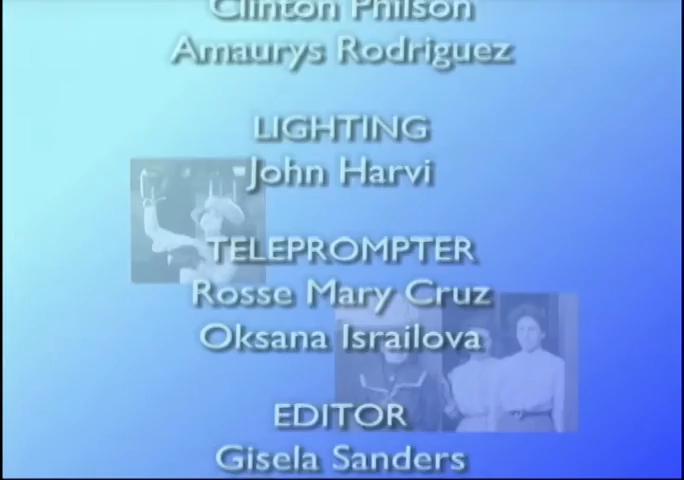 Clinton Philson
Amaurys Rodriguez
LIGHTING
John Harvi
TELEPROMPTER
Rosse Mary Cruz
Oksana Israilova
EDITOR
Gisela Sanders